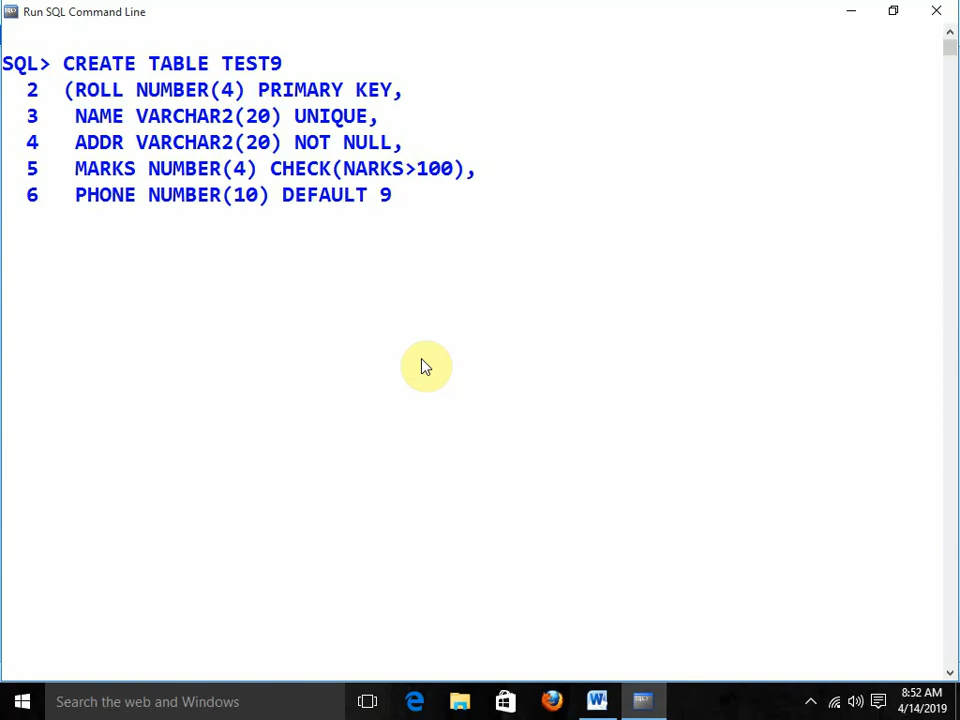 Run SQL Command Line
SQL> CREATE TABLE TEST9
2 (ROLL NUMBER(4) PRIMARY KEY,
3 NAME VARCHAR2(20) UNIQUE,
4 ADDR VARCHAR2(20) NOT NULL,
5 MARKS NUMBER(4) CHECK(NARKS>100),
6 PHONE NUMBER(10) DEFAULT 9
Search the web and Windows
8:52 AM
4/14/2019